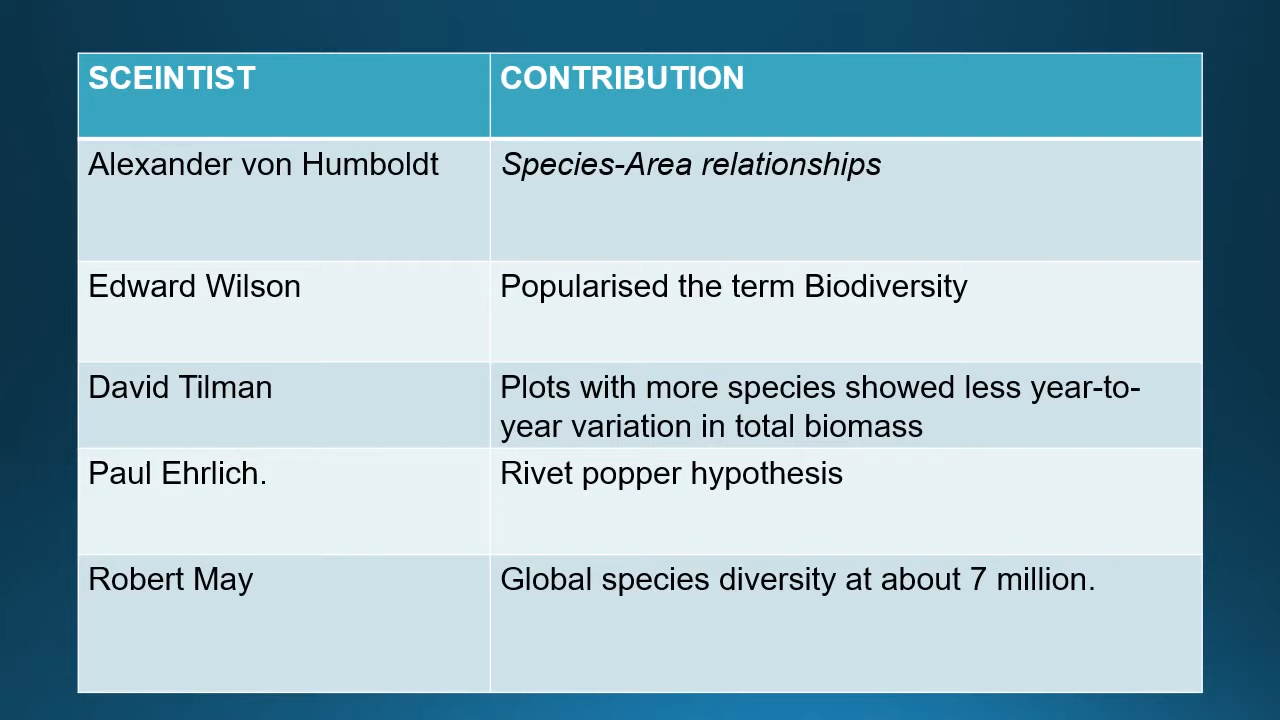 SCEINTIST
CONTRIBUTION
Alexander von Humboldt
Species-Area relationships
Edward Wilson
Popularised the term Biodiversity
David Tilman
Plots with more species showed less year-to-
year variation in total biomass
Paul Ehrlich.
Rivet popper hypothesis
Robert May
Global species diversity at about 7 million.